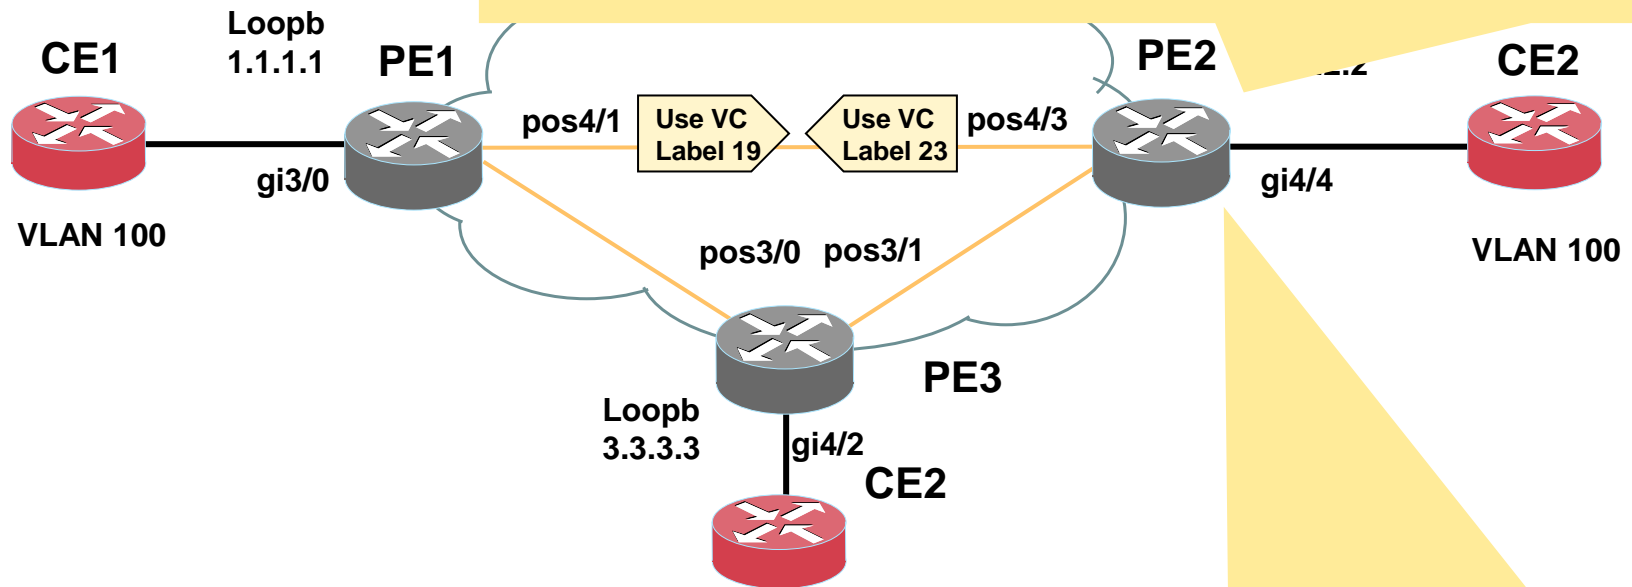 Loopb
1.1.1.1
CE1
PE1
PE2
CE2
pos4/1
Use VC
Label 19
Use VC
Label 23
pos4/3
gi3/0
gi4/4
VLAN 100
pos3/0
pos3/1
VLAN 100
PE3
Loopb
3.3.3.3
gi4/2
CE2